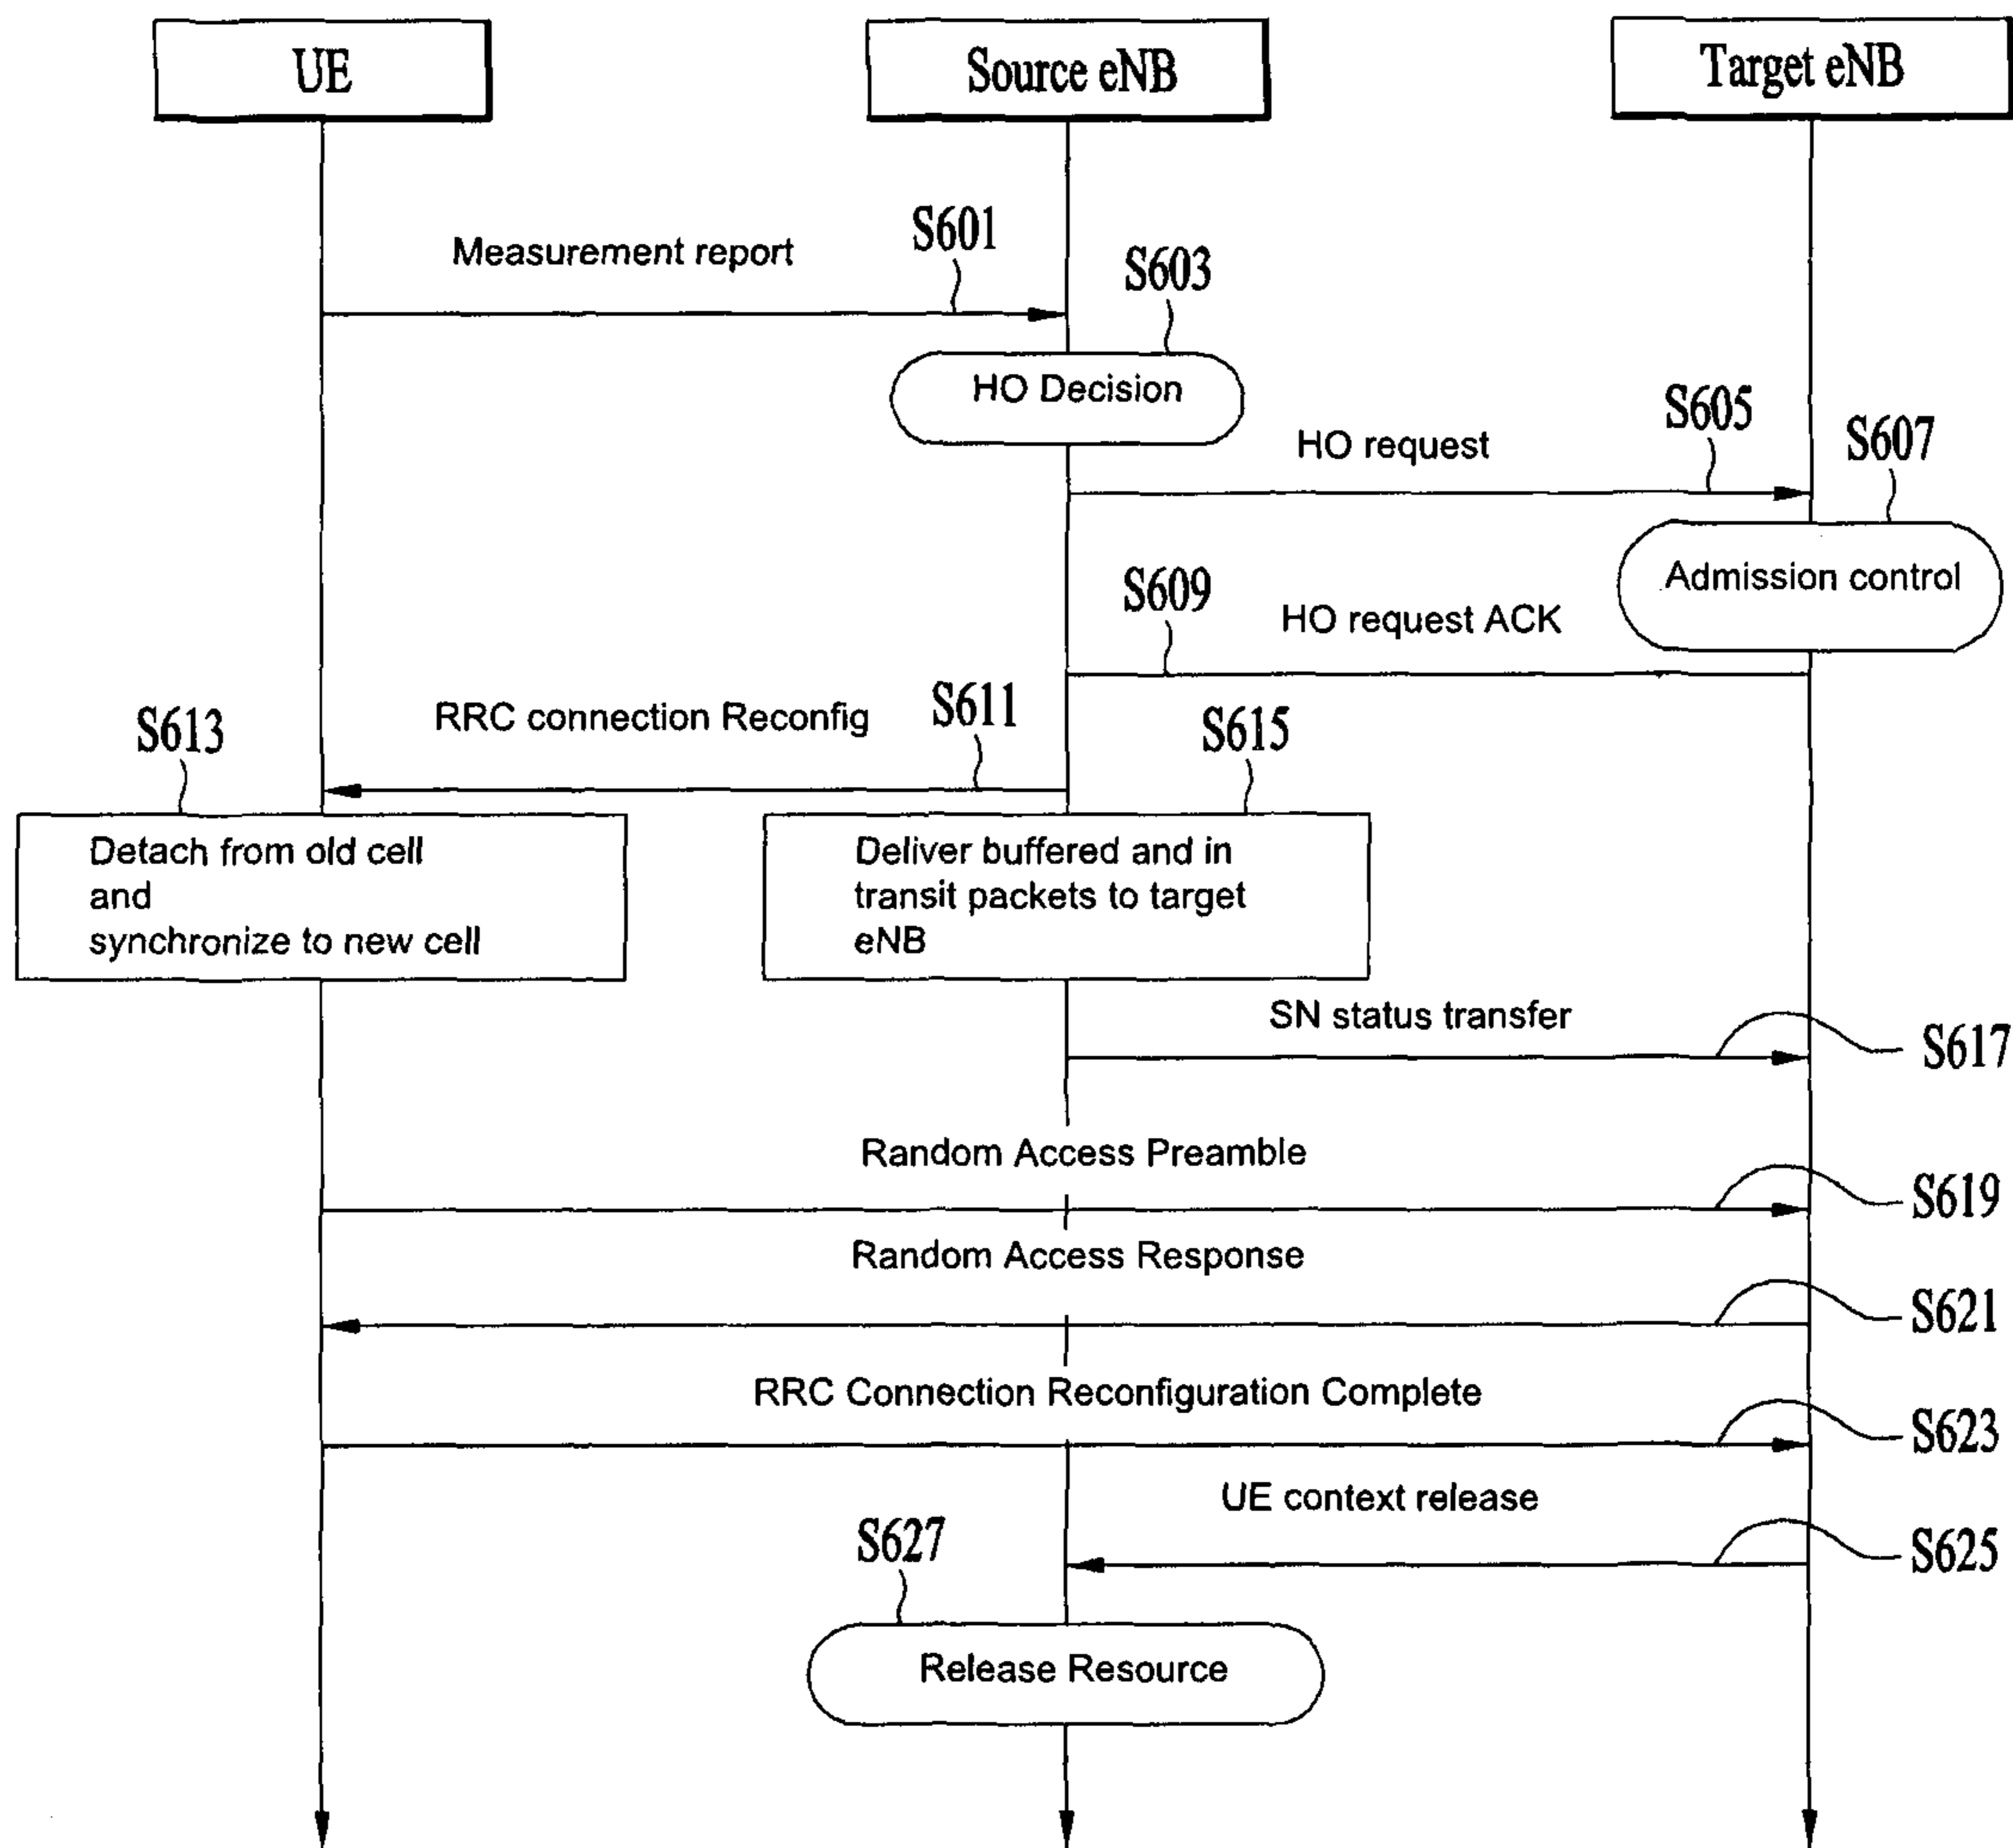 UE
Source eNB
Target eNB
Measurement report
S601
S603
HO Decision
HO request
S605
S607
Admission control
S609
HO request ACK
RRC connection Reconfig
S611
S613
S615
Detach from old cell
and
synchronize to new cell
Deliver buffered and in
transit packets to target
eNB
SN status transfer
S617
Random Access Preamble
S619
Random Access Response
S621
RRC Connection Reconfiguration Complete
S623
UE context release
S625
S627
Release Resource